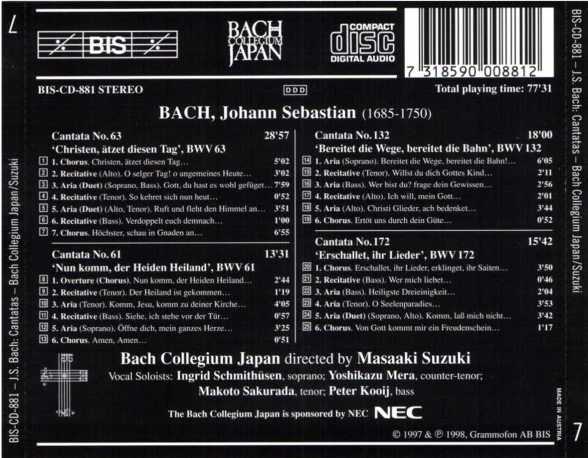 BIS
BACH
COLLEGIUM
JAPAN
COMPACT
disc
DIGITAL AUDIO
7 318590 008812
BIS-CD-881 STEREO
DDD
Total playing time: 77'31
BACH, Johann Sebastian (1685-1750)
Cantata No. 63 28'57
'Christen, ätzet diesen Tag', BWV 63
1 1. Chorus. Christen, ätzet diesen Tag… 5'02
2 2. Recitative (Alto). O selger Tag! o ungemeines Heute… 3'02
3 3. Aria (Duet) (Soprano, Bass). Gott, du hast es wohl gefüget… 7'59
4 4. Recitative (Tenor). So kehret sich nun heut… 0'52
5 5. Aria (Duet) (Alto, Tenor). Ruft und fleht den Himmel an… 3'51
6 6. Recitative (Bass). Verdoppelt euch demnach… 1'00
7 7. Chorus. Höchster, schau in Gnaden an… 6'55
Cantata No. 61 13'31
'Nun komm, der Heiden Heiland', BWV 61
8 1. Overture (Chorus). Nun komm, der Heiden Heiland… 2'44
9 2. Recitative (Tenor). Der Heiland ist gekommen… 1'19
10 3. Aria (Tenor). Komm, Jesu, komm zu deiner Kirche… 4'05
11 4. Recitative (Bass). Siehe, ich stehe vor der Tür… 0'57
12 5. Aria (Soprano). Öffne dich, mein ganzes Herze… 3'25
13 6. Chorus. Amen, Amen… 0'51
Cantata No. 132 18'00
'Bereitet die Wege, bereitet die Bahn', BWV 132
14 1. Aria (Soprano). Bereitet die Wege, bereitet die Bahn!… 6'05
15 2. Recitative (Tenor). Willst du dich Gottes Kind… 2'11
16 3. Aria (Bass). Wer bist du? frage dein Gewissen… 2'56
17 4. Recitative (Alto). Ich will, mein Gott… 2'01
18 5. Aria (Alto). Christi Glieder, ach bedenket… 3'44
19 6. Chorus. Ertöt uns durch dein Güte… 0'52
Cantata No. 172 15'42
'Erschallet, ihr Lieder', BWV 172
20 1. Chorus. Erschallet, ihr Lieder, erklinget, ihr Saiten… 3'50
21 2. Recitative (Bass). Wer mich liebet… 0'46
22 3. Aria (Bass). Heiligste Dreieinigkeit… 2'04
23 4. Aria (Tenor). O Seelenparadies… 3'53
24 5. Aria (Duet) (Soprano, Alto). Komm, laß mich nicht… 3'42
25 6. Chorus. Von Gott kommt mir ein Freudenschein… 1'17
Bach Collegium Japan directed by Masaaki Suzuki
Vocal Soloists: Ingrid Schmithüsen, soprano; Yoshikazu Mera, counter-tenor;
Makoto Sakurada, tenor; Peter Kooij, bass
The Bach Collegium Japan is sponsored by NEC NEC
© 1997 & ℗ 1998, Grammofon AB BIS
MADE IN AUSTRIA
7
BIS-CD-881 – J.S. Bach: Cantatas – Bach Collegium Japan/Suzuki
BIS-CD-881 – J.S. Bach: Cantatas – Bach Collegium Japan/Suzuki
7